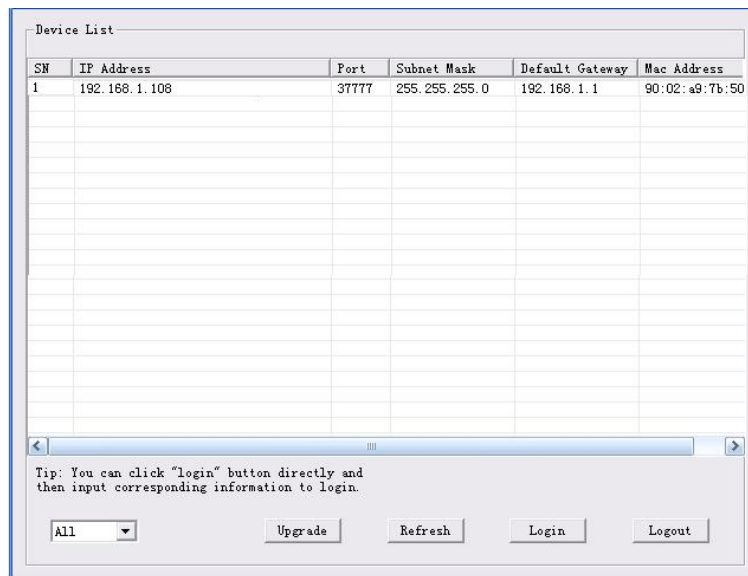 Device List
SN IP Address Port Subnet Mask Default Gateway Mac Address
1 192.168.1.108 37777 255.255.255.0 192.168.1.1 90:02:a9:7b:50
Tip: You can click "login" button directly and
then input corresponding information to login.
All Upgrade Refresh Login Logout